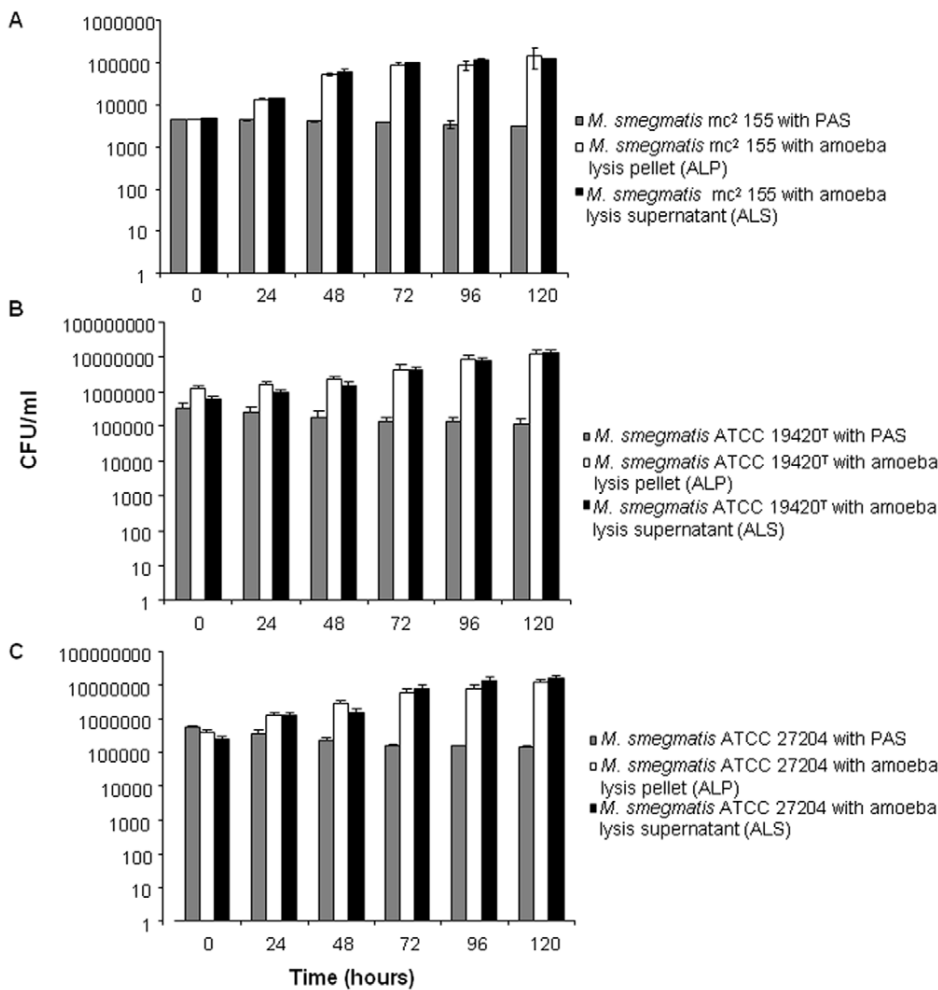 A
1000000
100000
10000
1000
100
10
1
0 24 48 72 96 120
M. smegmatis mc² 155 with PAS
M. smegmatis mc² 155 with amoeba
lysis pellet (ALP)
M. smegmatis mc² 155 with amoeba
lysis supernatant (ALS)
B
100000000
10000000
1000000
100000
10000
1000
100
10
1
0 24 48 72 96 120
CFU/ml
M. smegmatis ATCC 19420ᵀ with PAS
M. smegmatis ATCC 19420ᵀ with amoeba
lysis pellet (ALP)
M. smegmatis ATCC 19420ᵀ with amoeba
lysis supernatant (ALS)
C
100000000
10000000
1000000
100000
10000
1000
100
10
1
0 24 48 72 96 120
Time (hours)
M. smegmatis ATCC 27204 with PAS
M. smegmatis ATCC 27204 with amoeba
lysis pellet (ALP)
M. smegmatis ATCC 27204 with amoeba
lysis supernatant (ALS)